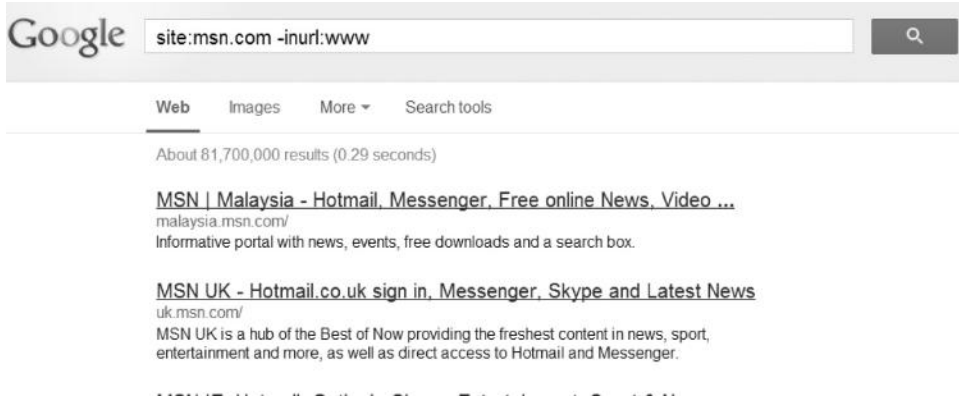 Google site:msn.com -inurl:www
Web Images More Search tools
About 81,700,000 results (0.29 seconds)
MSN | Malaysia - Hotmail, Messenger, Free online News, Video ...
malaysia.msn.com/
Informative portal with news, events, free downloads and a search box.
MSN UK - Hotmail.co.uk sign in, Messenger, Skype and Latest News
uk.msn.com/
MSN UK is a hub of the Best of Now providing the freshest content in news, sport,
entertainment and more, as well as direct access to Hotmail and Messenger.